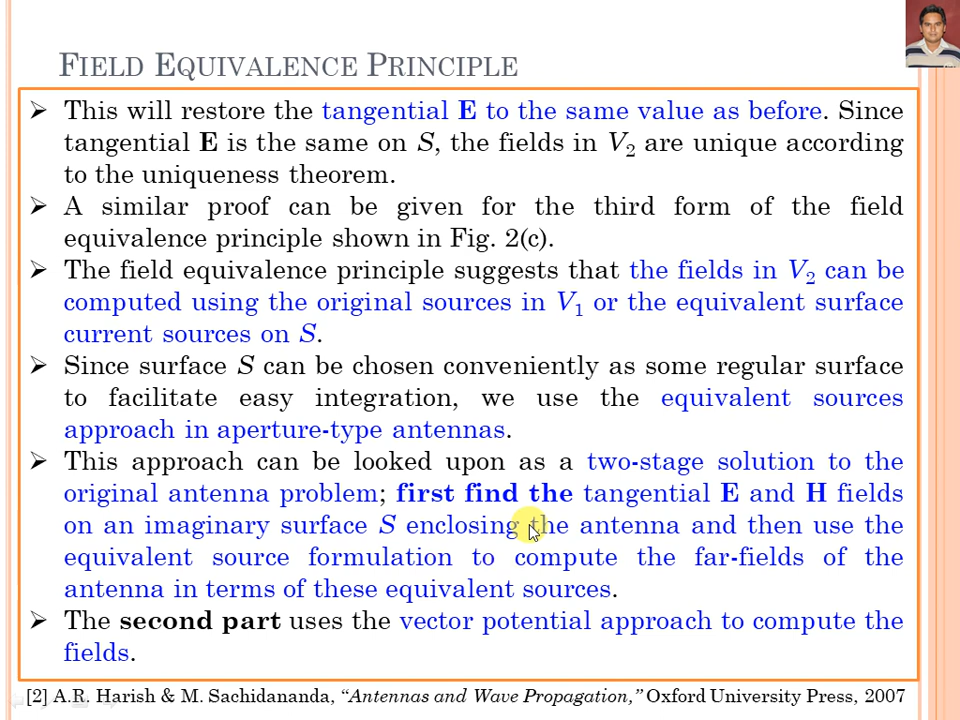 FIELD EQUIVALENCE PRINCIPLE
➢ This will restore the tangential E to the same value as before. Since
tangential E is the same on S, the fields in V2 are unique according
to the uniqueness theorem.
➢ A similar proof can be given for the third form of the field
equivalence principle shown in Fig. 2(c).
➢ The field equivalence principle suggests that the fields in V2 can be
computed using the original sources in V1 or the equivalent surface
current sources on S.
➢ Since surface S can be chosen conveniently as some regular surface
to facilitate easy integration, we use the equivalent sources
approach in aperture-type antennas.
➢ This approach can be looked upon as a two-stage solution to the
original antenna problem; first find the tangential E and H fields
on an imaginary surface S enclosing the antenna and then use the
equivalent source formulation to compute the far-fields of the
antenna in terms of these equivalent sources.
➢ The second part uses the vector potential approach to compute the
fields.
[2] A.R. Harish & M. Sachidananda, “Antennas and Wave Propagation,” Oxford University Press, 2007